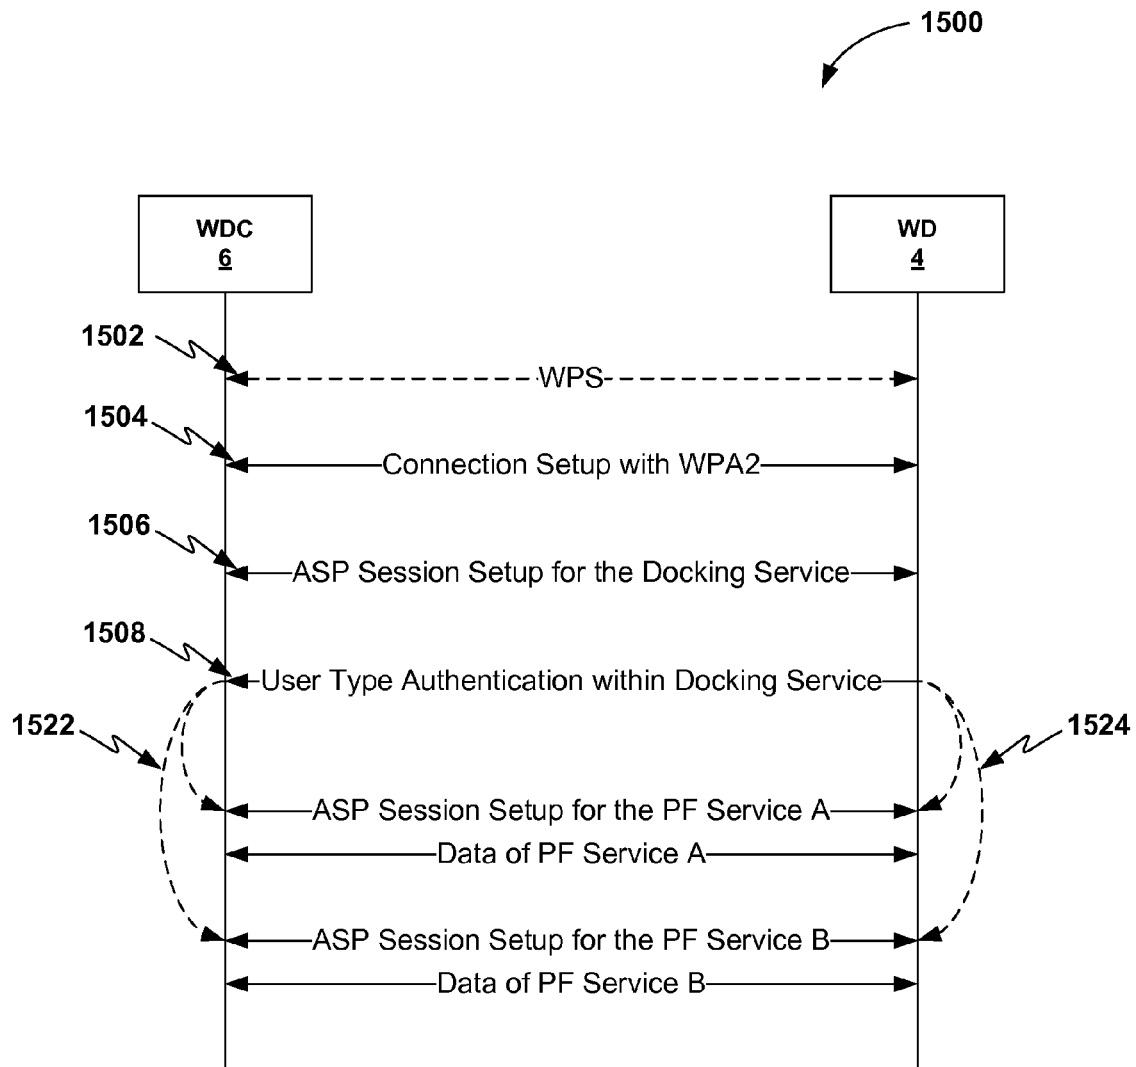 1500
WDC
6
WD
4
1502
WPS
1504
Connection Setup with WPA2
1506
ASP Session Setup for the Docking Service
1508
User Type Authentication within Docking Service
1522
1524
ASP Session Setup for the PF Service A
Data of PF Service A
ASP Session Setup for the PF Service B
Data of PF Service B